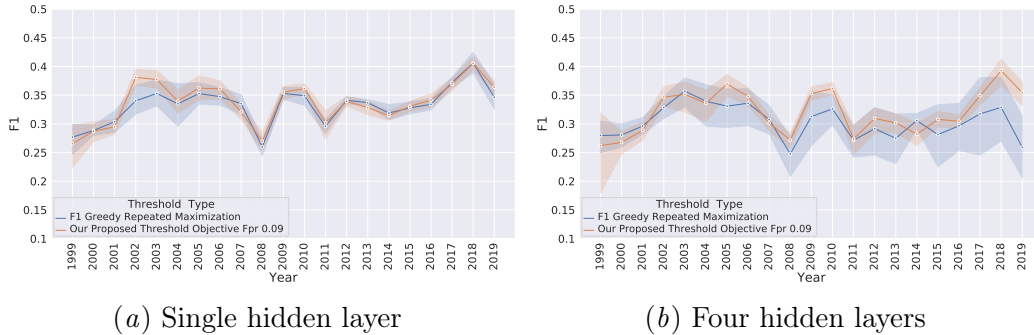 0.5
0.45
0.4
0.35
0.3
0.25
0.2
0.15
0.1
F1
Threshold Type
F1 Greedy Repeated Maximization
Our Proposed Threshold Objective Fpr 0.09
1999 2000 2001 2002 2003 2004 2005 2006 2007 2008 2009 2010 2011 2012 2013 2014 2015 2016 2017 2018 2019
Year
(a) Single hidden layer
0.5
0.45
0.4
0.35
0.3
0.25
0.2
0.15
0.1
F1
Threshold Type
F1 Greedy Repeated Maximization
Our Proposed Threshold Objective Fpr 0.09
1999 2000 2001 2002 2003 2004 2005 2006 2007 2008 2009 2010 2011 2012 2013 2014 2015 2016 2017 2018 2019
Year
(b) Four hidden layers